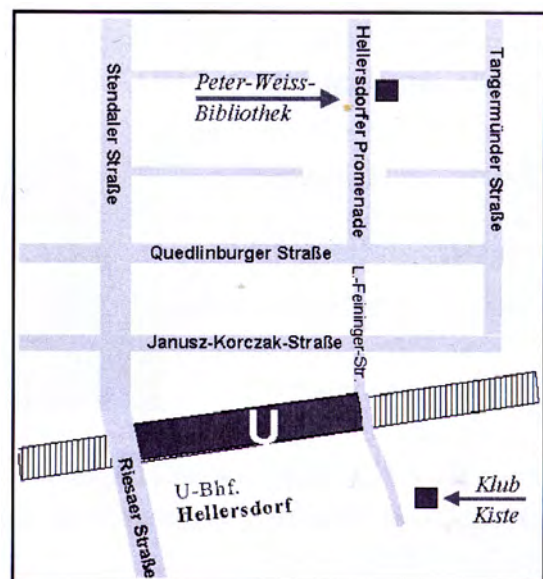 Stendaler Straße
Peter-Weiss-
Bibliothek
Hellersdorfer Promenade
Tangermünder Straße
Quedlinburger Straße
L.-Feininger-Str.
Janusz-Korczak-Straße
U
Riesaer Straße
U-Bhf.
Hellersdorf
Klub
Kiste